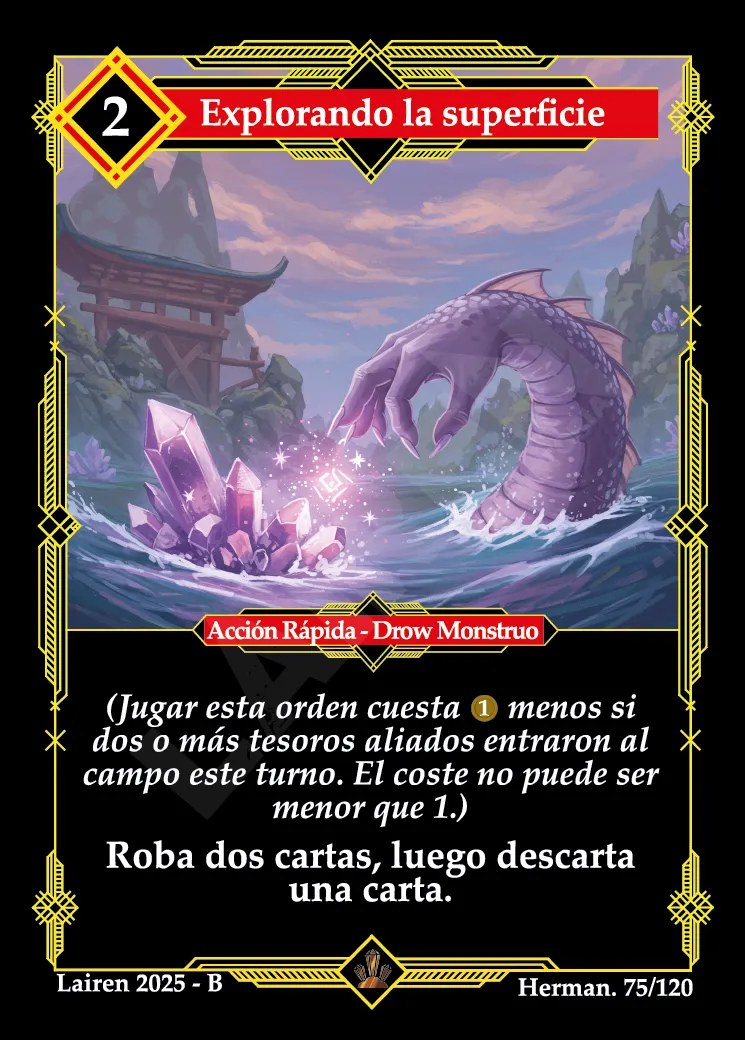 2
Explorando la superficie
Acción Rápida - Drow Monstruo
(Jugar esta orden cuesta 1 menos si
dos o más tesoros aliados entraron al
campo este turno. El coste no puede ser
menor que 1.)
Roba dos cartas, luego descarta
una carta.
Lairen 2025 - B
Herman. 75/120